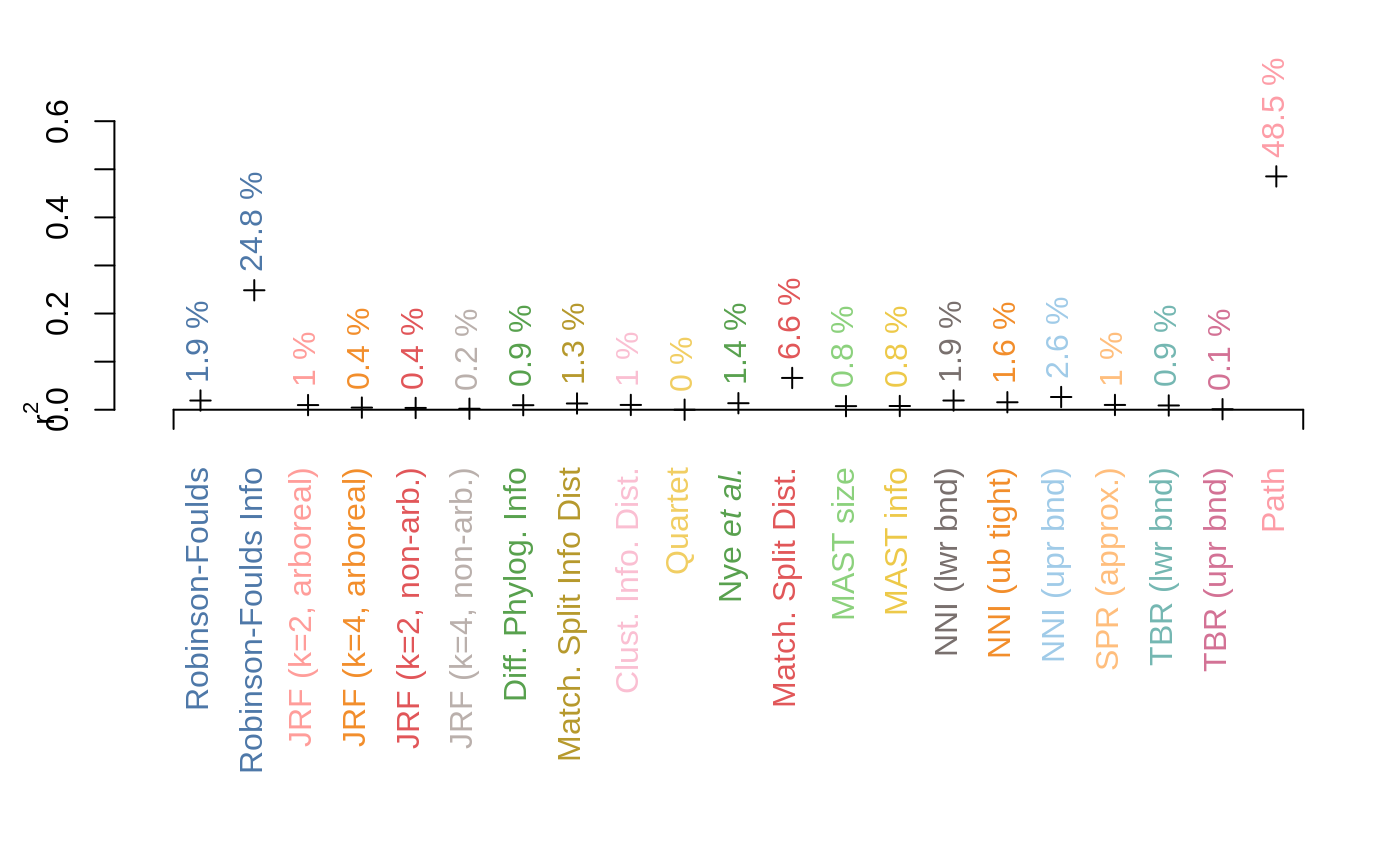 r²
0.0
0.2
0.4
0.6
1.9 %
24.8 %
1 %
0.4 %
0.4 %
0.2 %
0.9 %
1.3 %
1 %
0 %
1.4 %
6.6 %
0.8 %
0.8 %
1.9 %
1.6 %
2.6 %
1 %
0.9 %
0.1 %
48.5 %
Robinson-Foulds
Robinson-Foulds Info
JRF (k=2, arboreal)
JRF (k=4, arboreal)
JRF (k=2, non-arb.)
JRF (k=4, non-arb.)
Diff. Phylog. Info
Match. Split Info Dist
Clust. Info. Dist.
Quartet
Nye et al.
Match. Split Dist.
MAST size
MAST info
NNI (lwr bnd)
NNI (ub tight)
NNI (upr bnd)
SPR (approx.)
TBR (lwr bnd)
TBR (upr bnd)
Path